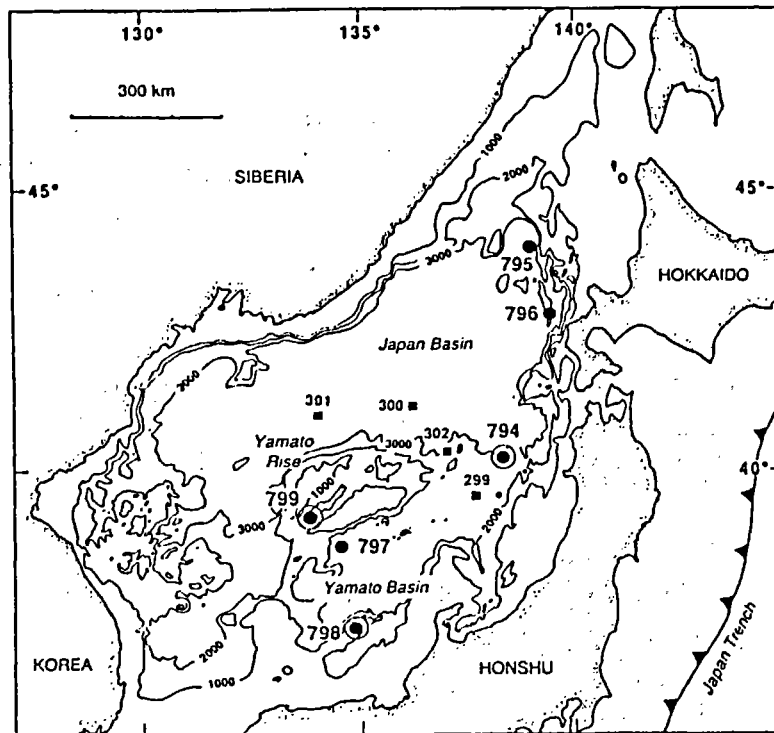 130°
135°
140°
300 km
1000
2000
SIBERIA
45°
45°
3000
795
HOKKAIDO
796
Japan Basin
3000
301
300
794
302
3000
Yamato
Rise
40°
299
1000
799
2000
3000
797
Yamato Basin
798
2000
KOREA
1000
HONSHU
Japan Trench